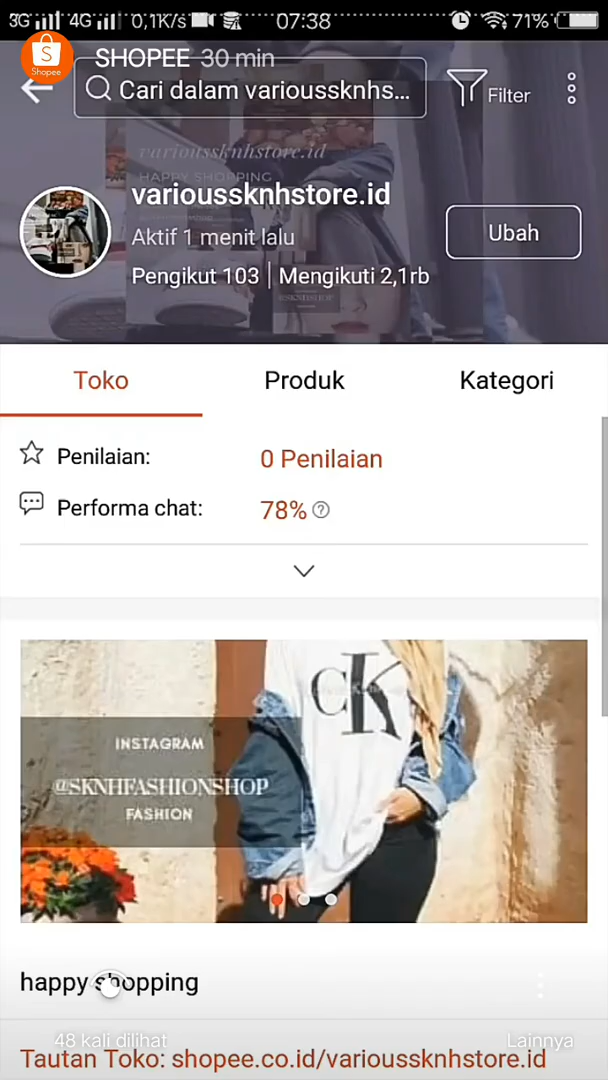 3G 4G 0,1K/s 07:38 71%
Shopee
SHOPEE 30 min
Cari dalam varioussknhs...
Filter
varioussknhstore.id
HAPPY SHOPPING
varioussknhstore.id
Aktif 1 menit lalu
Ubah
Pengikut 103 | Mengikuti 2,1rb
@SKNHSHOP
Toko Produk Kategori
Penilaian: 0 Penilaian
Performa chat: 78%
CK
INSTAGRAM
@SKNHFASHIONSHOP
FASHION
happy shopping
48 kali dilihat Lainnya
Tautan Toko: shopee.co.id/varioussknhstore.id